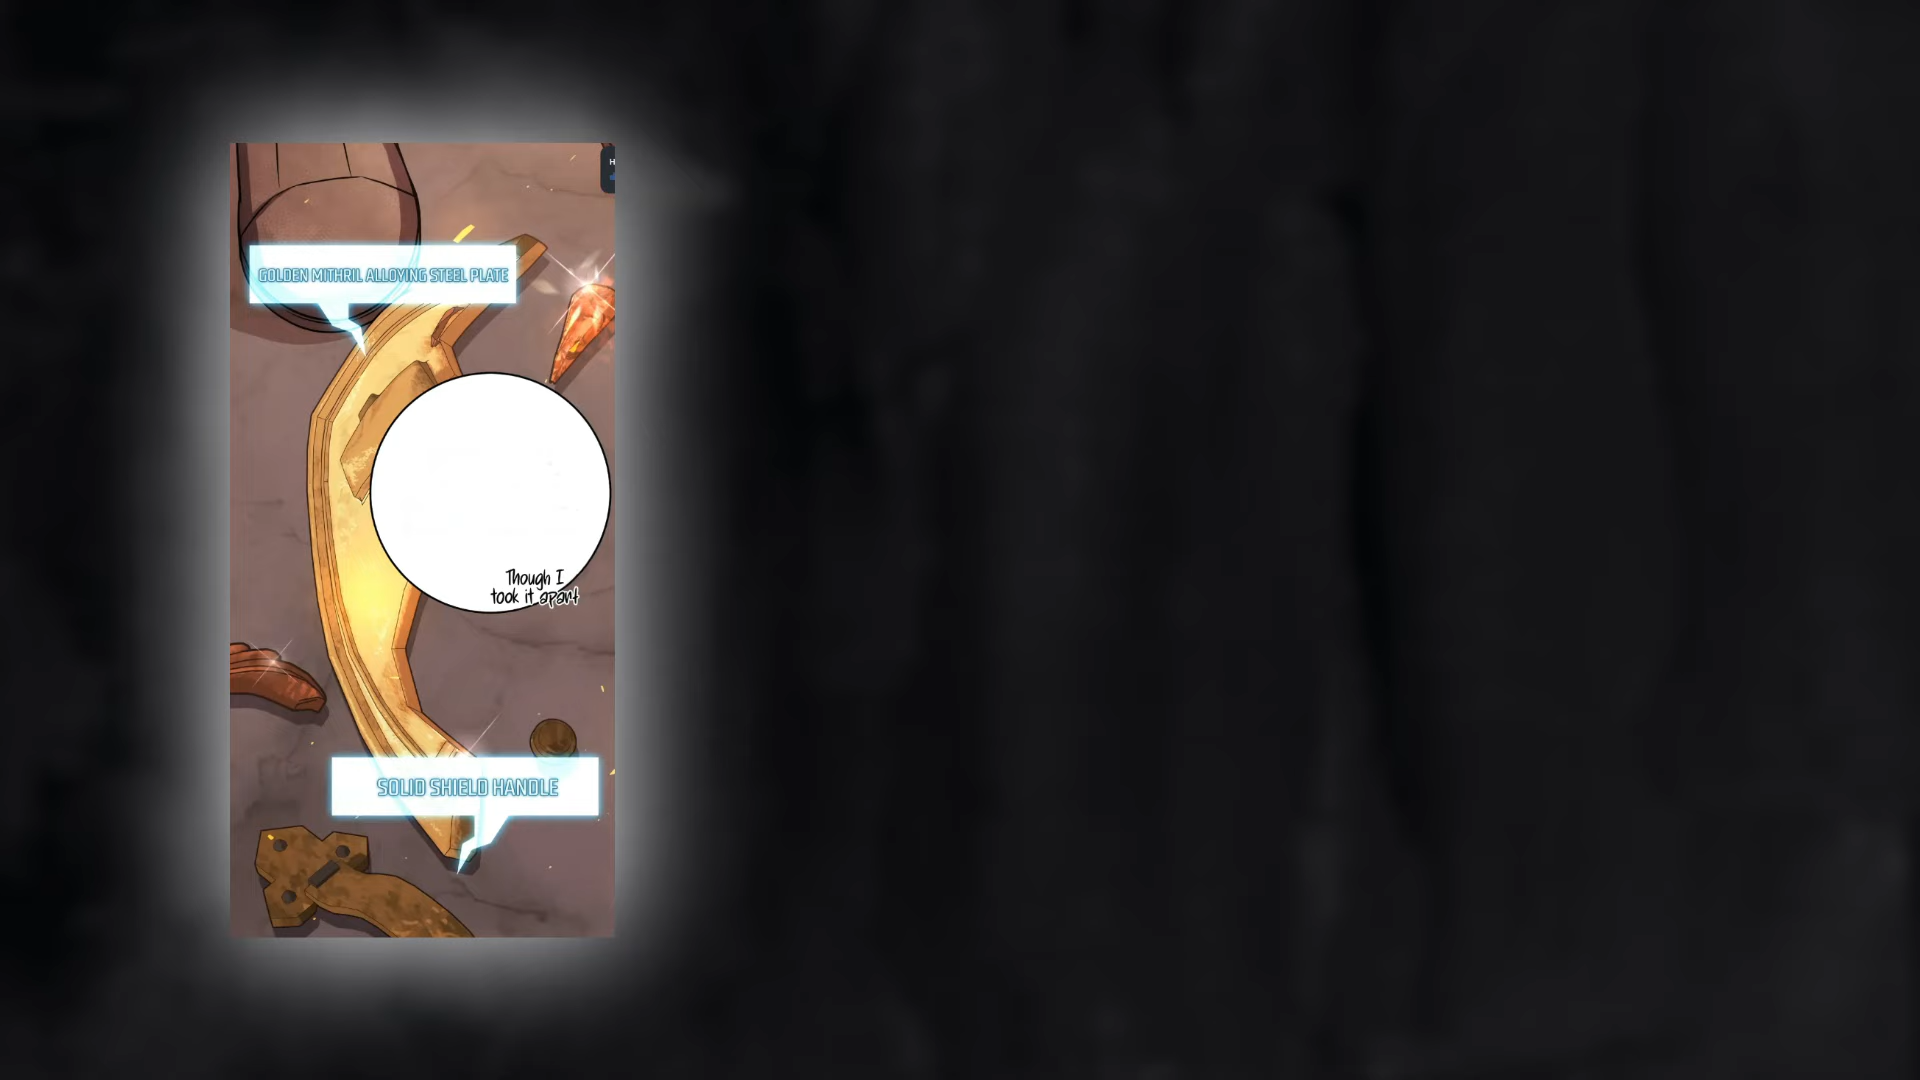 GOLDEN MITHRIL ALLOYING STEEL PLATE
Though I
took it apart
SOLID SHIELD HANDLE